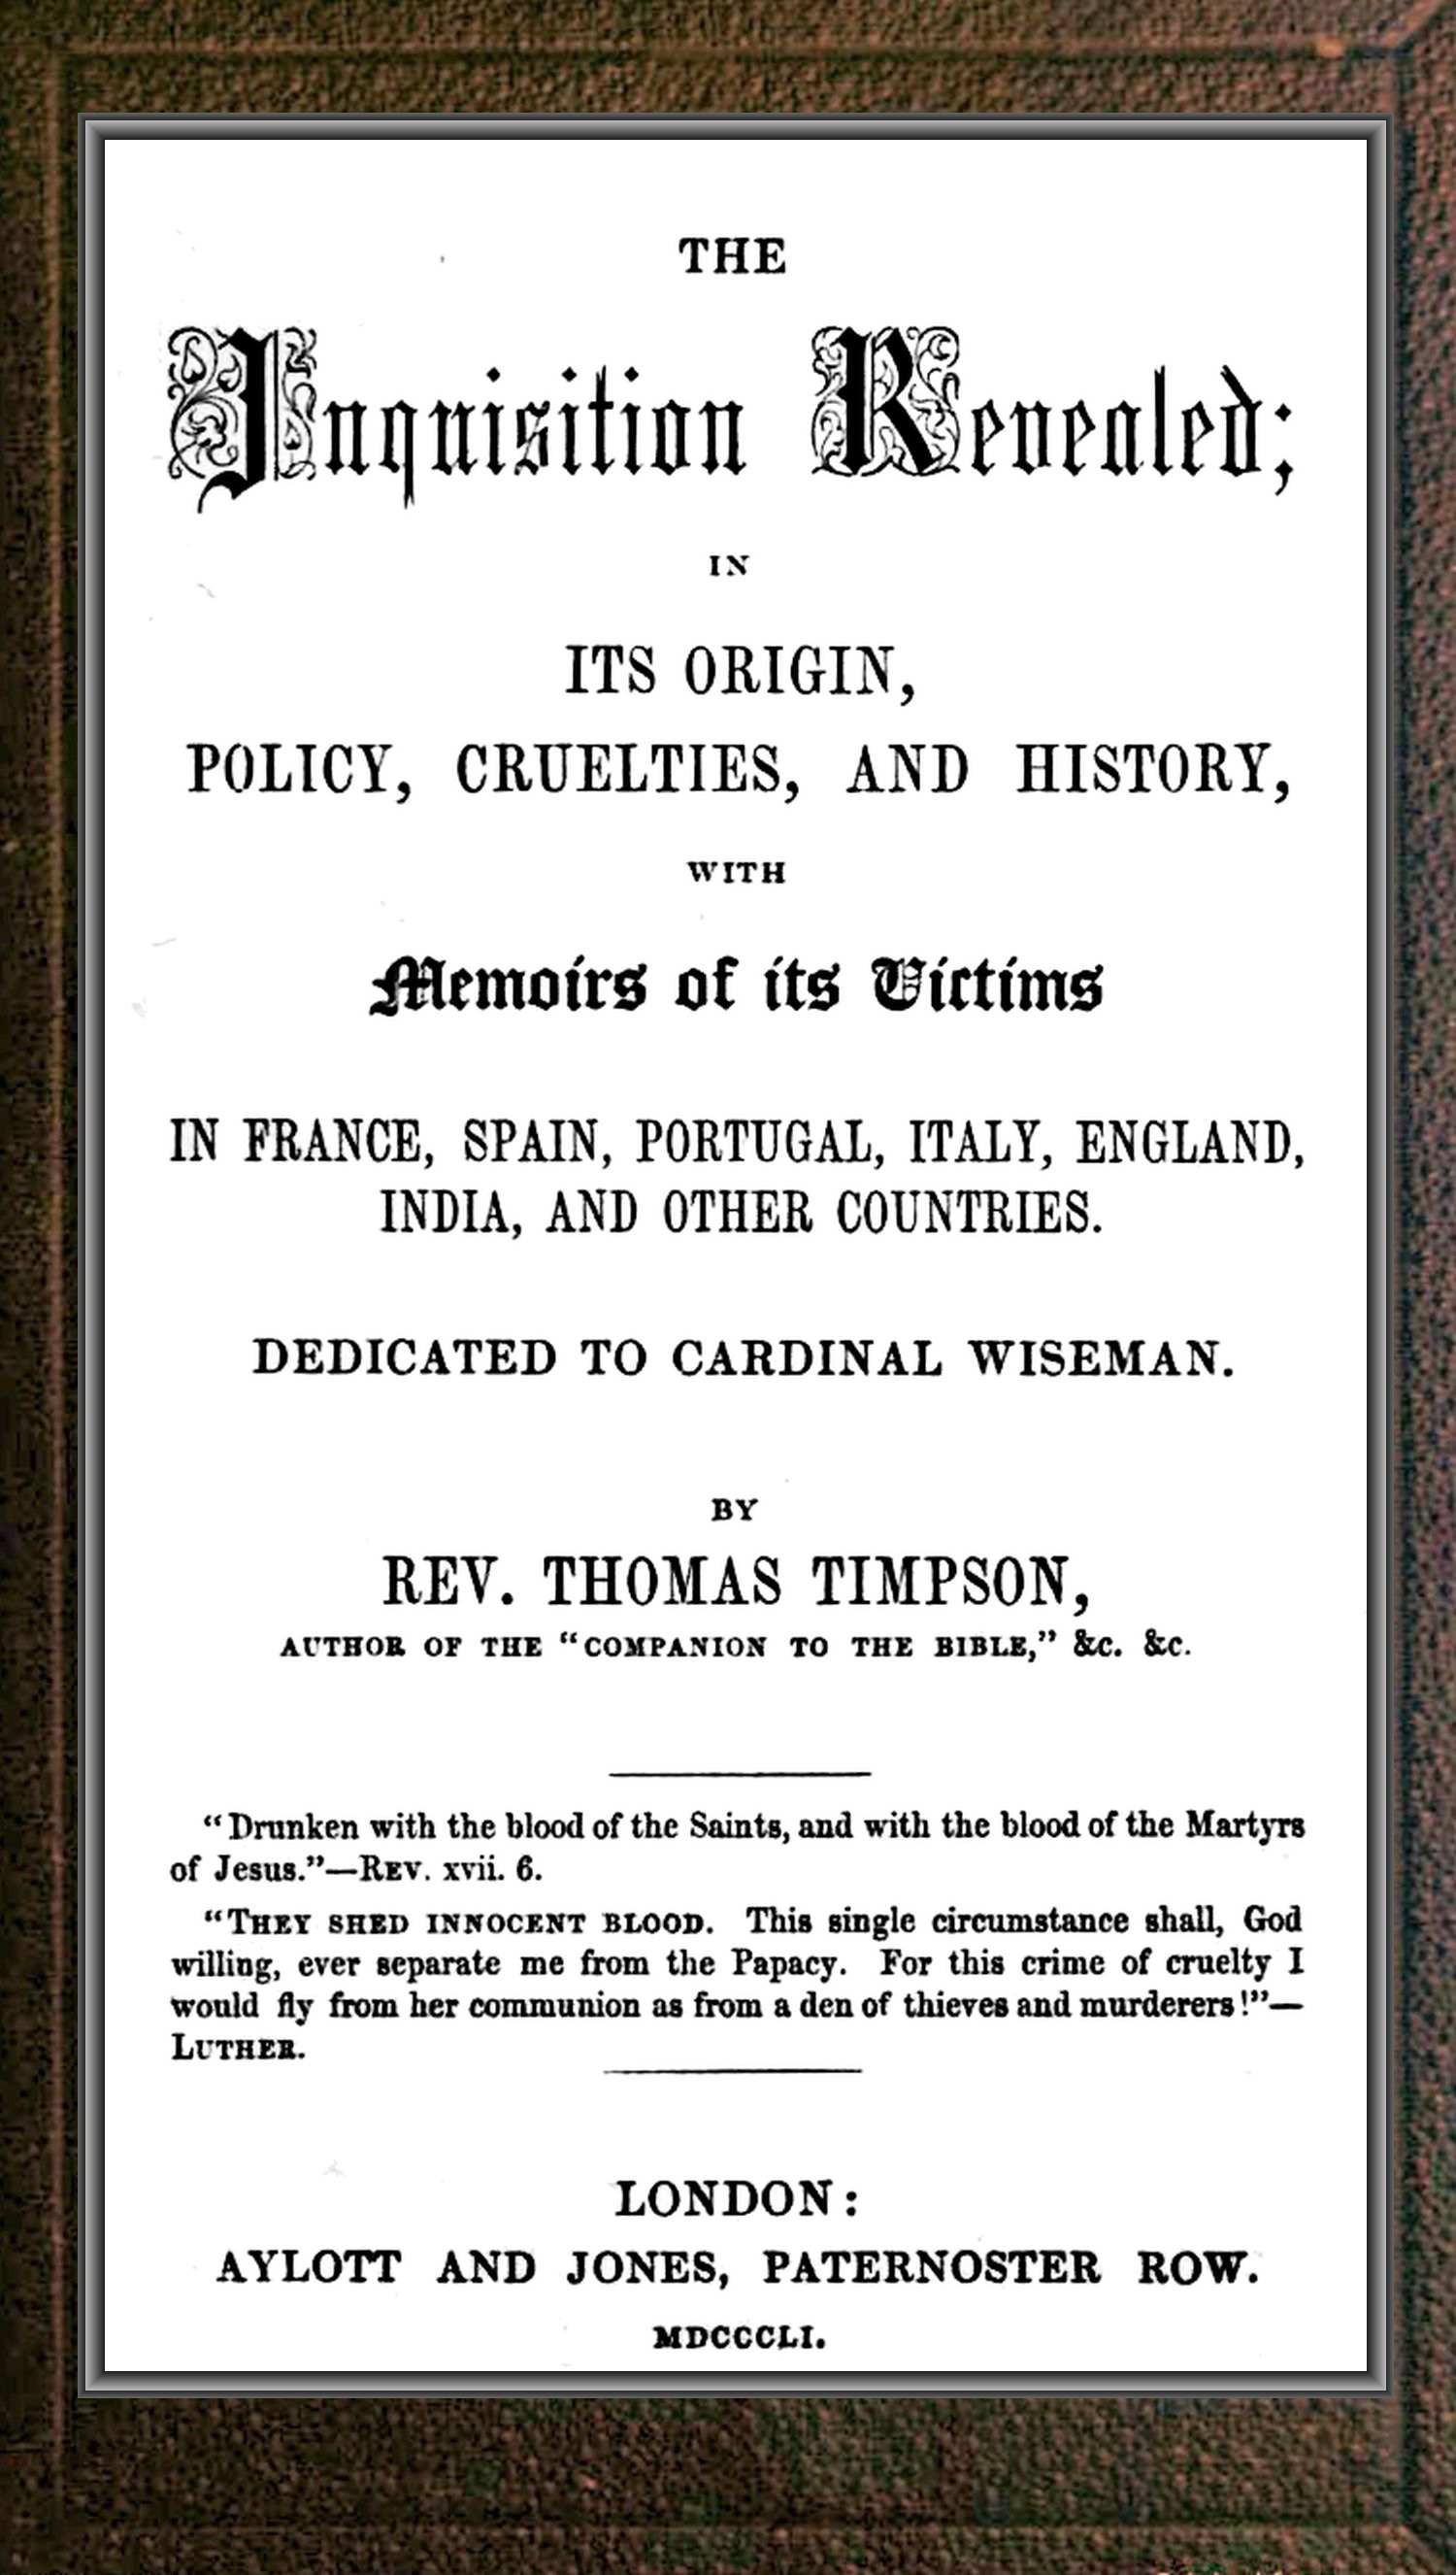 THE
Inquisition Revealed;
IN
ITS ORIGIN,
POLICY, CRUELTIES, AND HISTORY,
WITH
Memoirs of its Victims
IN FRANCE, SPAIN, PORTUGAL, ITALY, ENGLAND,
INDIA, AND OTHER COUNTRIES.
DEDICATED TO CARDINAL WISEMAN.
BY
REV. THOMAS TIMPSON,
AUTHOR OF THE “COMPANION TO THE BIBLE,” &c. &c.
“Drunken with the blood of the Saints, and with the blood of the Martyrs
of Jesus.”—REV. xvii. 6.
“THEY SHED INNOCENT BLOOD. This single circumstance shall, God
willing, ever separate me from the Papacy. For this crime of cruelty I
would fly from her communion as from a den of thieves and murderers!”—
LUTHER.
LONDON:
AYLOTT AND JONES, PATERNOSTER ROW.
MDCCCLI.